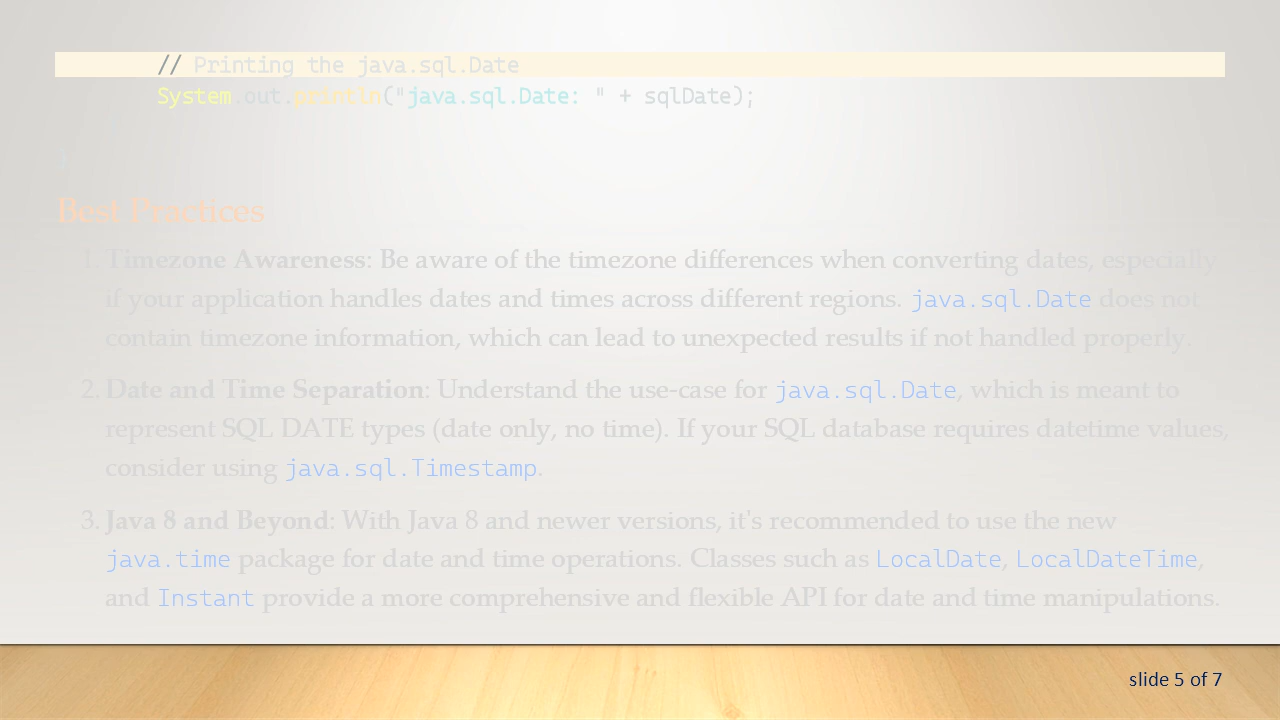 // Printing the java.sql.Date
System.out.println("java.sql.Date: " + sqlDate);
}
Best Practices
1. Timezone Awareness: Be aware of the timezone differences when converting dates, especially
if your application handles dates and times across different regions. java.sql.Date does not
contain timezone information, which can lead to unexpected results if not handled properly.
2. Date and Time Separation: Understand the use-case for java.sql.Date, which is meant to
represent SQL DATE types (date only, no time). If your SQL database requires datetime values,
consider using java.sql.Timestamp.
3. Java 8 and Beyond: With Java 8 and newer versions, it's recommended to use the new
java.time package for date and time operations. Classes such as LocalDate, LocalDateTime,
and Instant provide a more comprehensive and flexible API for date and time manipulations.
slide 5 of 7